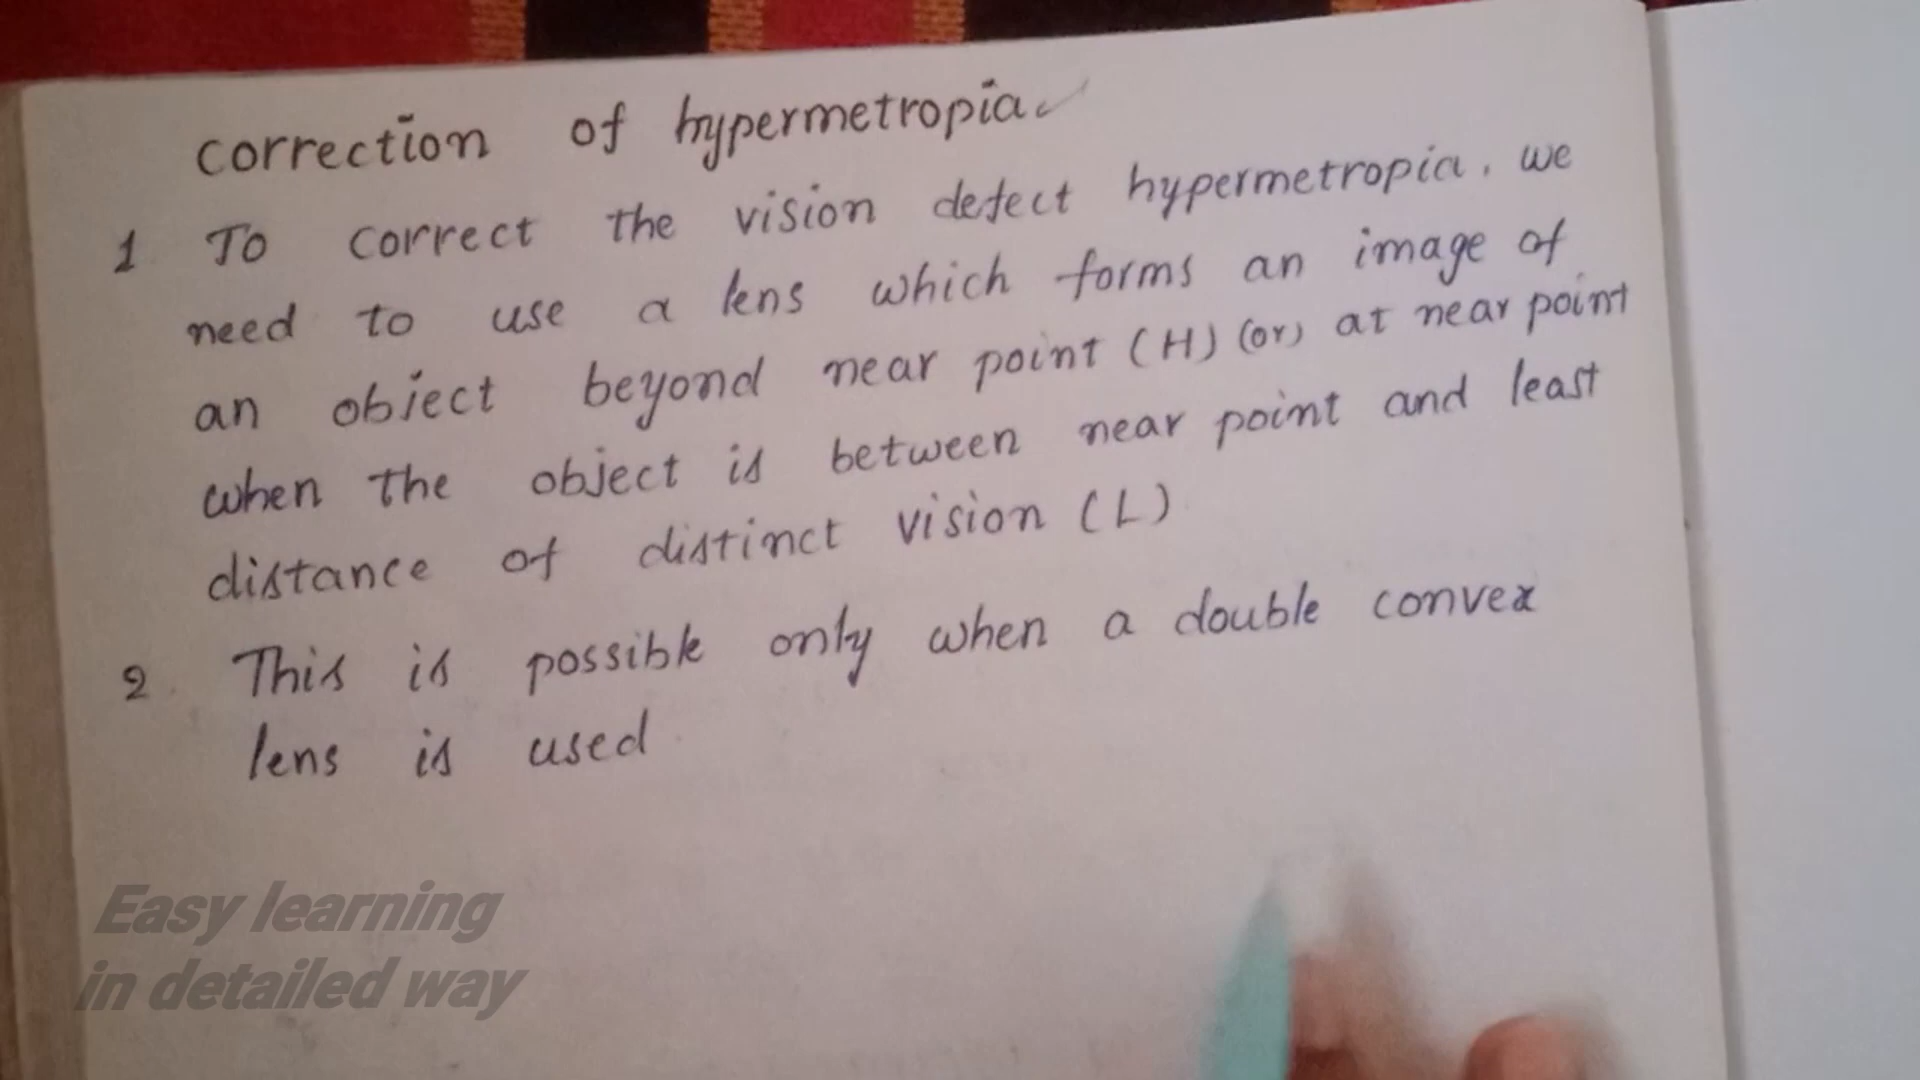 correction of hypermetropia.
1 To correct the vision defect hypermetropia, we
need to use a lens which forms an image of
an object beyond near point (H) (or) at near point
when the object is between near point and least
distance of distinct vision (L)
2 This is possible only when a double convex
lens is used
Easy learning
in detailed way